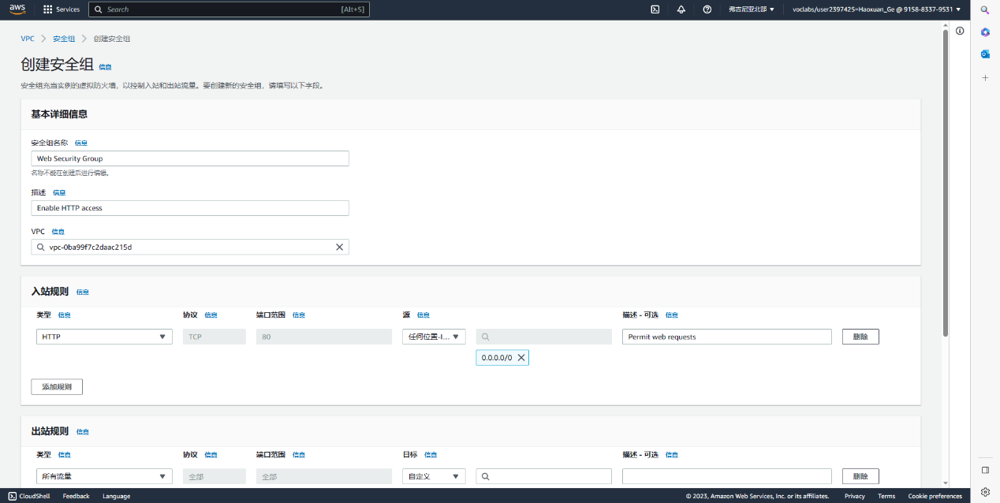 aws Services Search [Alt+S] 弗吉尼亚北部 voclabs/user2397425=Haoxuan_Ge @ 9158-8337-9531
VPC 安全组 创建安全组
创建安全组 信息
安全组充当实例的虚拟防火墙，以控制入站和出站流量。要创建新的安全组，请填写以下字段。
基本详细信息
安全组名称 信息
Web Security Group
名称不能在创建后进行编辑。
描述 信息
Enable HTTP access
VPC 信息
vpc-0ba99f7c2daac215d
入站规则 信息
类型 信息 协议 信息 端口范围 信息 源 信息 描述 - 可选 信息
HTTP TCP 80 任何位置-I... Permit web requests 删除
0.0.0.0/0
添加规则
出站规则 信息
类型 信息 协议 信息 端口范围 信息 目标 信息 描述 - 可选 信息
所有流量 全部 全部 自定义 删除
CloudShell Feedback Language © 2023, Amazon Web Services, Inc. or its affiliates. Privacy Terms Cookie preferences